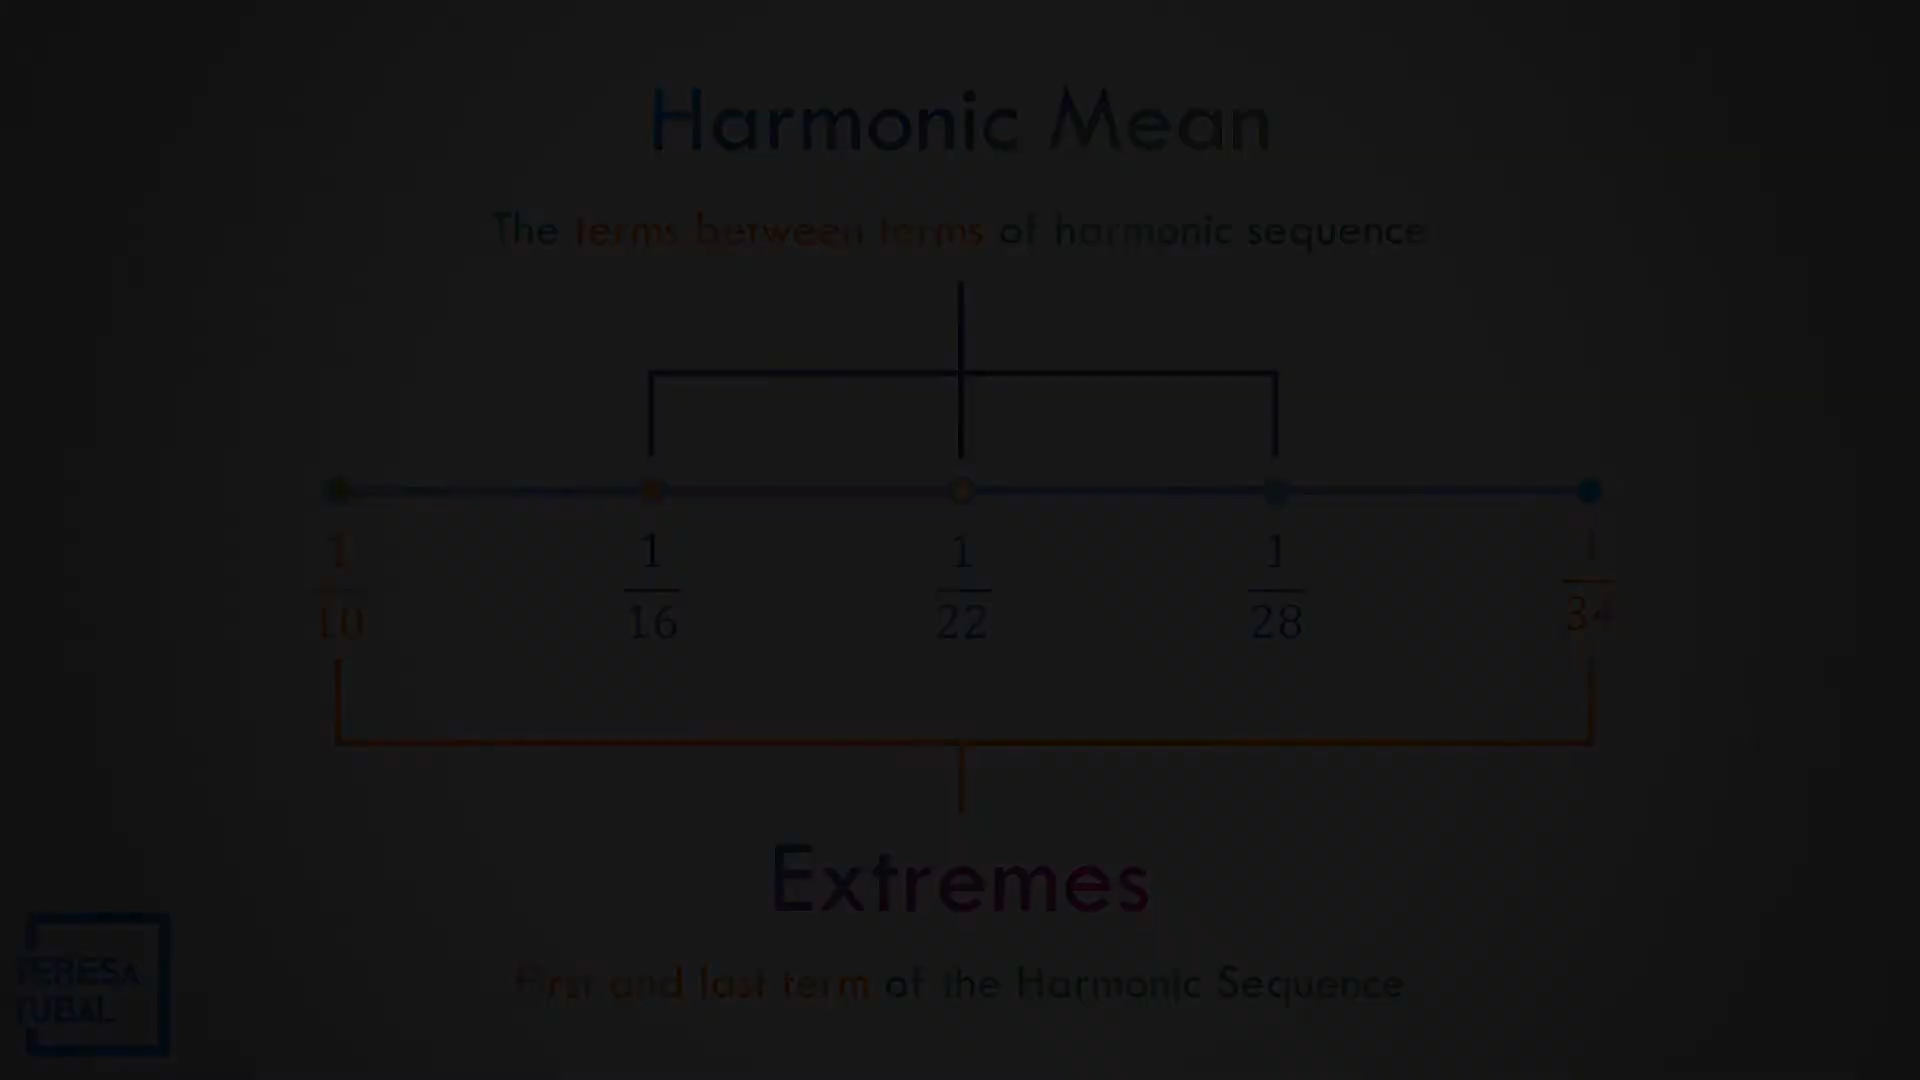 Harmonic Mean
The terms between terms of harmonic sequence
1/10 1/16 1/22 1/28 1/34
Extremes
First and last term of the Harmonic Sequence
TERESA
TUBAL